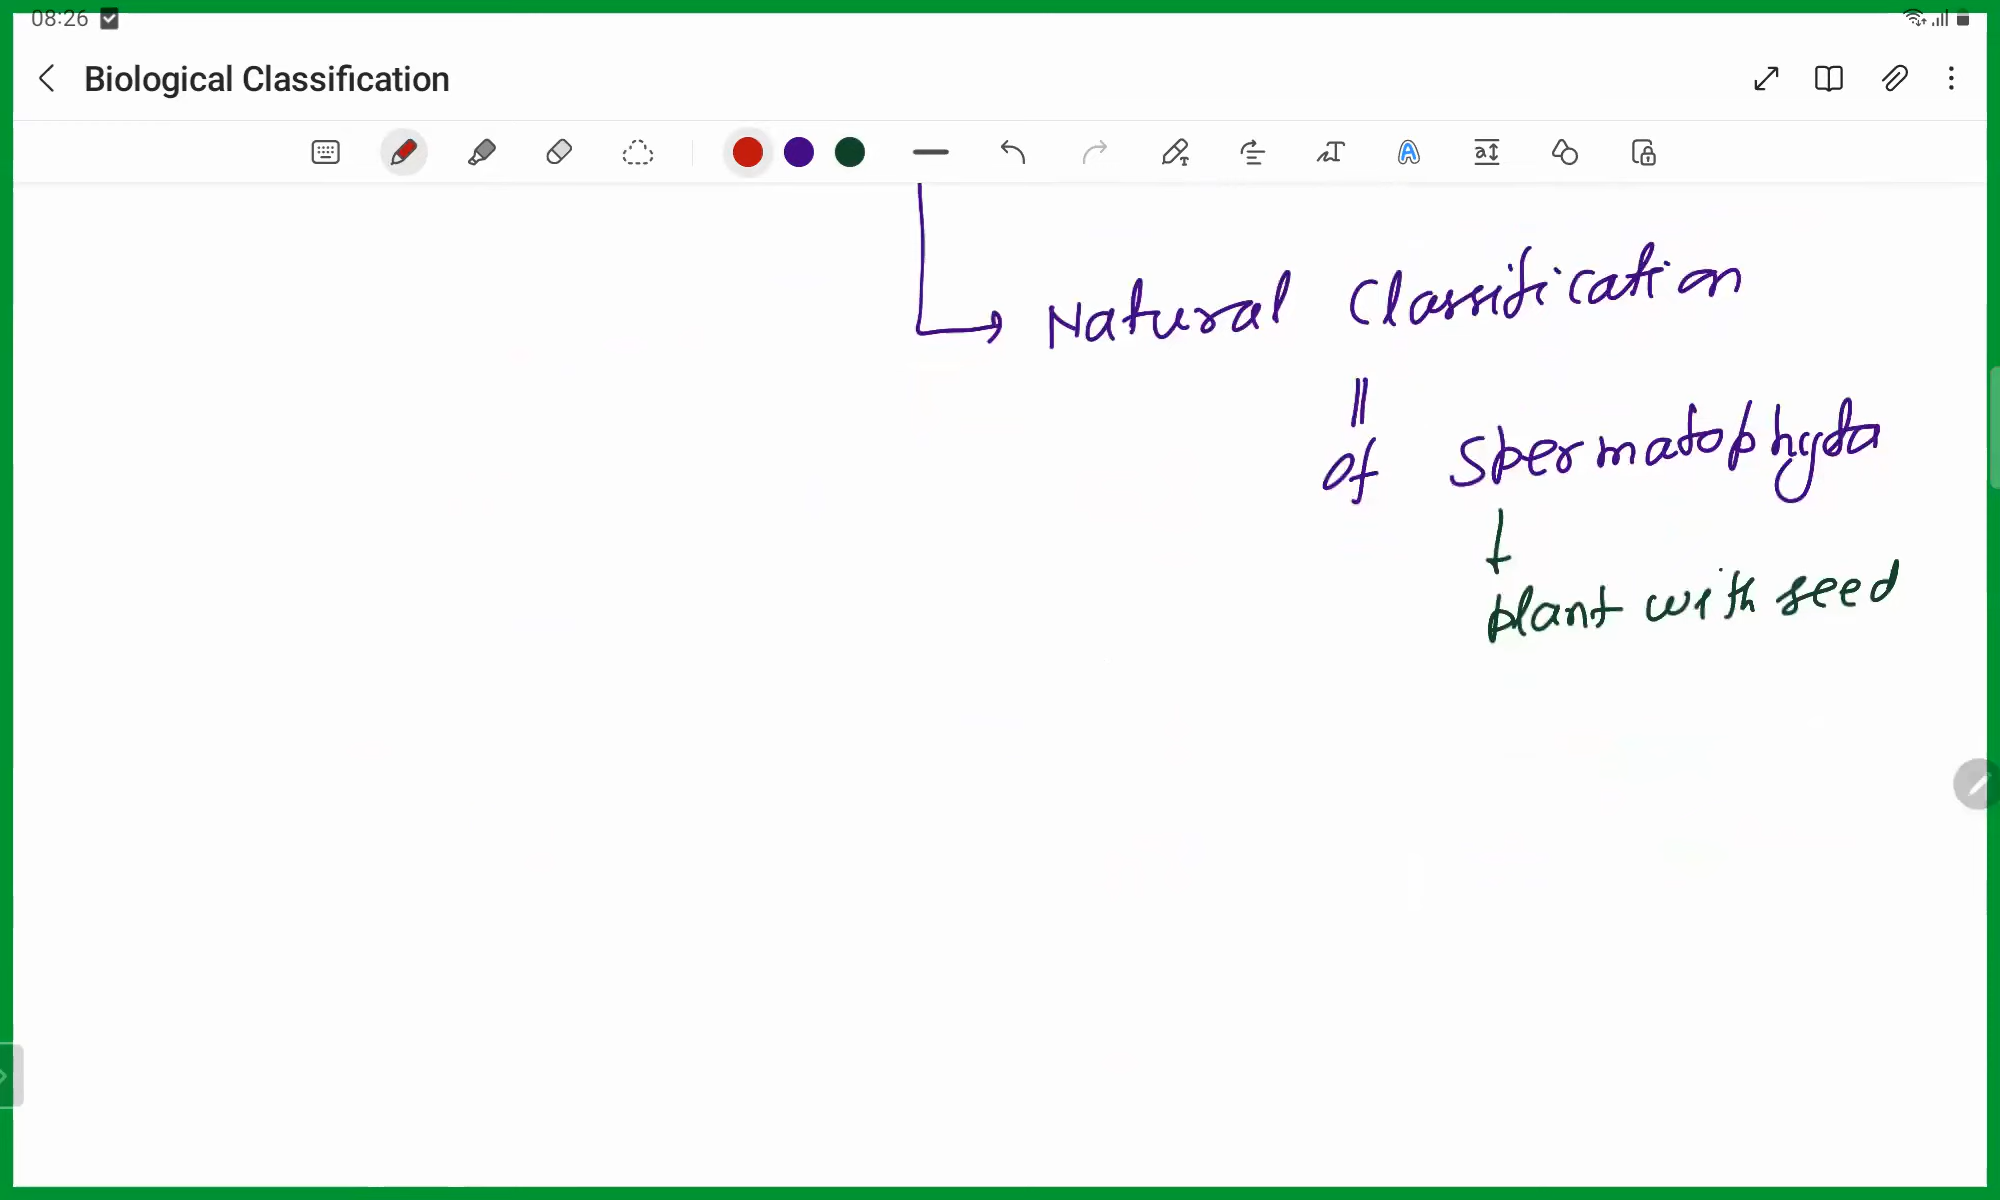 08:26
Biological Classification
Natural Classification
of Spermatophyta
plant with seed